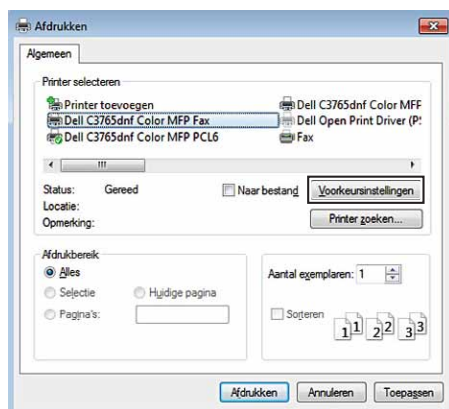 Afdrukken
Algemeen
Printer selecteren
Printer toevoegen
Dell C3765dnf Color MFP Fax
Dell C3765dnf Color MFP PCL6
Dell C3765dnf Color MFF
Dell Open Print Driver (P:
Fax
Status: Gereed
Naar bestand
Voorkeursinstellingen
Locatie:
Opmerking:
Printer zoeken...
Afdrukbereik
Alles
Selectie
Huidige pagina
Pagina's:
Aantal exemplaren: 1
Sorteren
1 1 2 2 3 3
Afdrukken
Annuleren
Toepassen